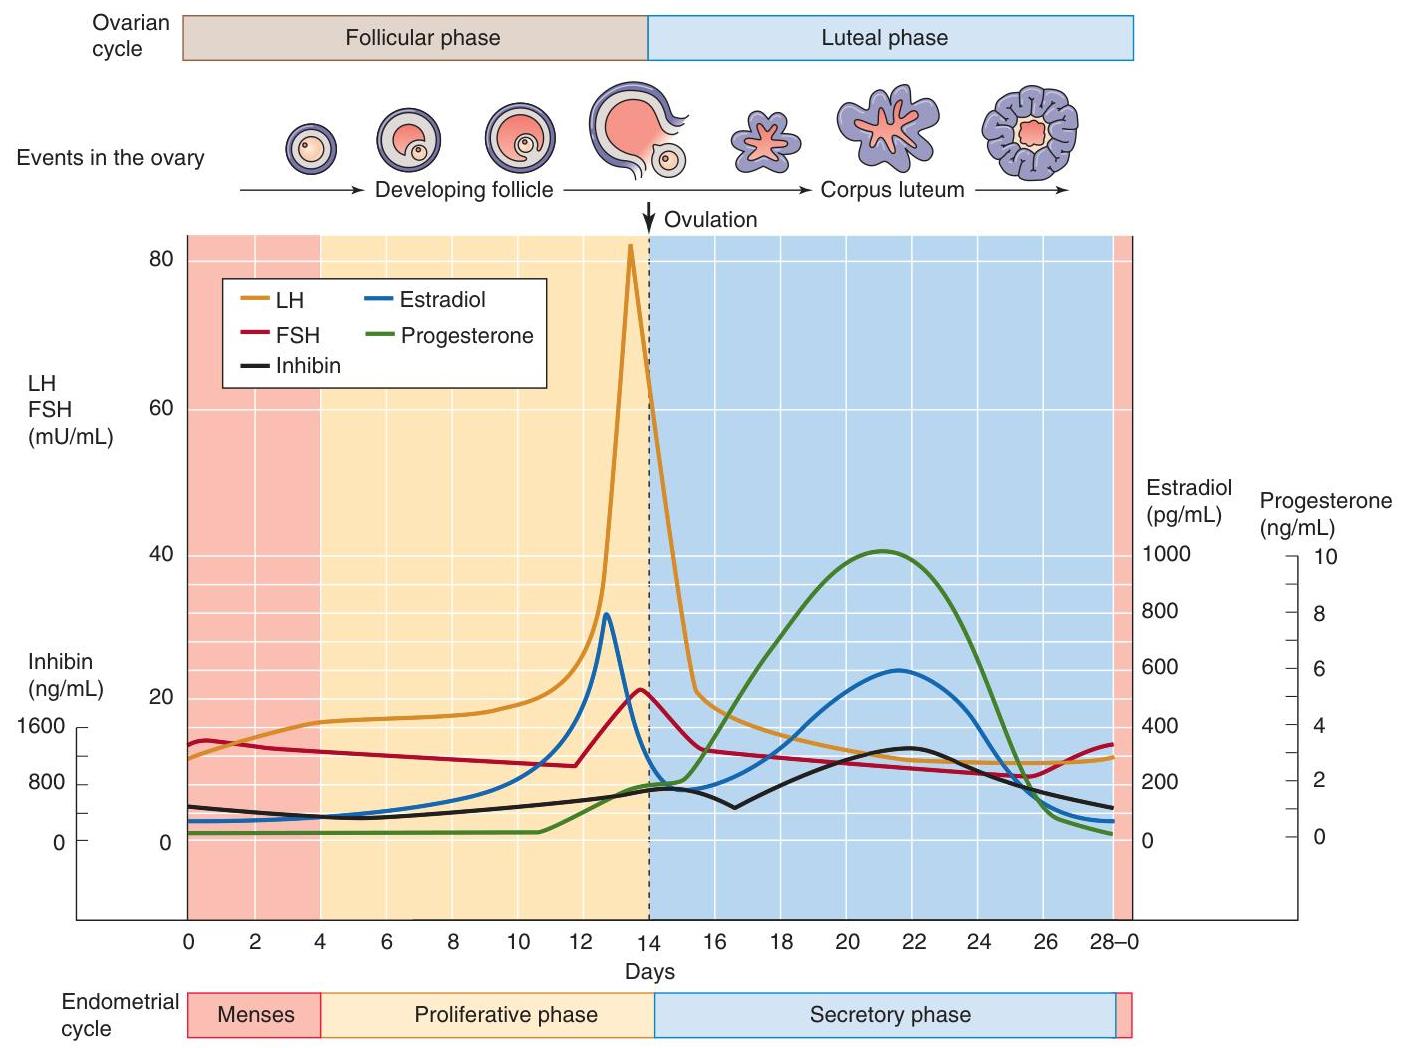 Ovarian
cycle
Follicular phase
Luteal phase
Events in the ovary
Developing follicle
Corpus luteum
Ovulation
LH
FSH
Inhibin
Estradiol
Progesterone
LH
FSH
(mU/mL)
80
60
40
20
0
Inhibin
(ng/mL)
1600
800
0
Estradiol
(pg/mL)
1000
800
600
400
200
0
Progesterone
(ng/mL)
10
8
6
4
2
0
0 2 4 6 8 10 12 14 16 18 20 22 24 26 28–0
Days
Endometrial
cycle
Menses
Proliferative phase
Secretory phase